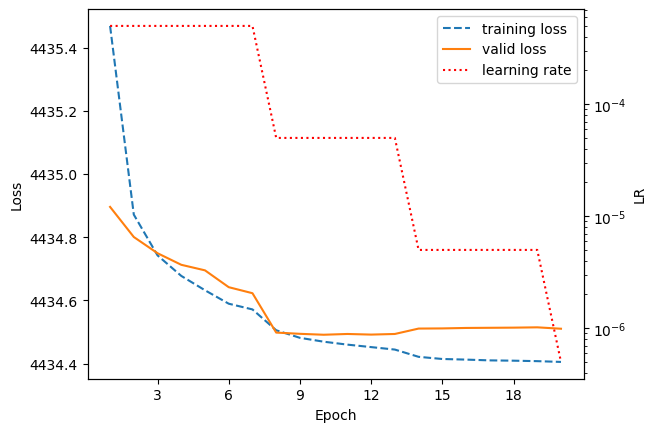 training loss
valid loss
learning rate
4435.4
4435.2
4435.0
4434.8
4434.6
4434.4
Loss
10⁻⁴
10⁻⁵
10⁻⁶
LR
3 6 9 12 15 18
Epoch